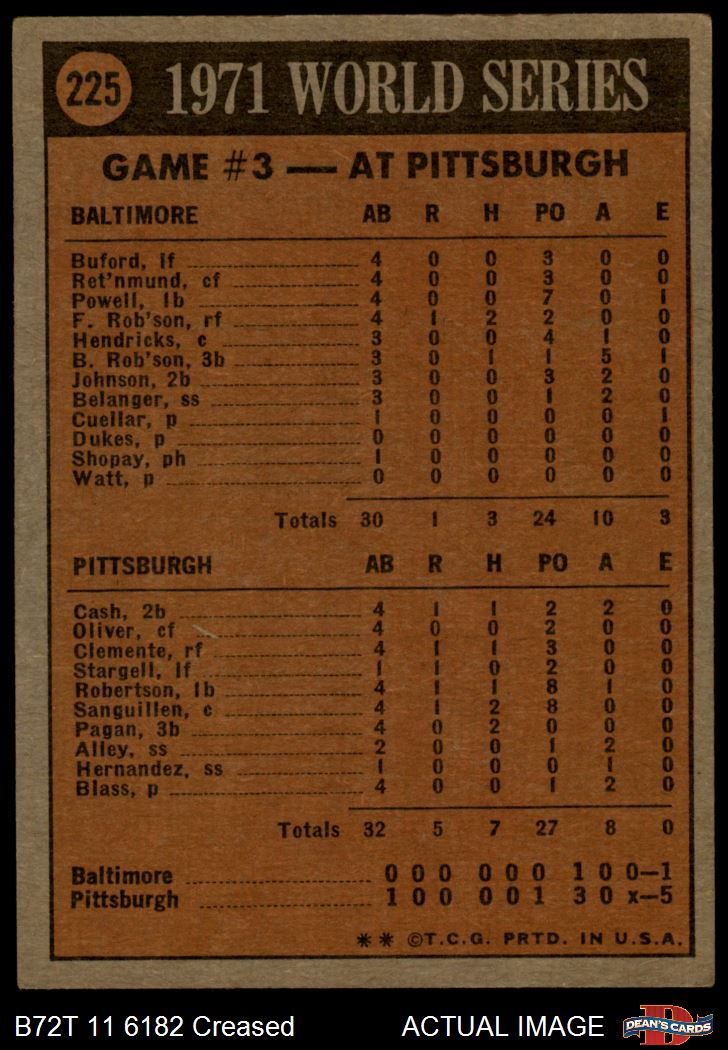 225 1971 WORLD SERIES
GAME #3 — AT PITTSBURGH
BALTIMORE AB R H PO A E
Buford, lf 4 0 0 3 0 0
Ret'nmund, cf 4 0 0 3 0 0
Powell, 1b 4 0 0 7 0 1
F. Rob'son, rf 4 1 2 2 0 0
Hendricks, c 3 0 0 4 1 0
B. Rob'son, 3b 3 0 1 1 5 1
Johnson, 2b 3 0 0 3 2 0
Belanger, ss 3 0 0 1 2 0
Cuellar, p 1 0 0 0 0 1
Dukes, p 0 0 0 0 0 0
Shopay, ph 1 0 0 0 0 0
Watt, p 0 0 0 0 0 0
Totals 30 1 3 24 10 3
PITTSBURGH AB R H PO A E
Cash, 2b 4 1 1 2 2 0
Oliver, cf 4 0 0 2 0 0
Clemente, rf 4 1 1 3 0 0
Stargell, lf 1 1 0 2 0 0
Robertson, 1b 4 1 1 8 1 0
Sanguillen, c 4 1 2 8 0 0
Pagan, 3b 4 0 2 0 0 0
Alley, ss 2 0 0 1 2 0
Hernandez, ss 1 0 0 0 1 0
Blass, p 4 0 0 1 2 0
Totals 32 5 7 27 8 0
Baltimore 0 0 0 0 0 0 1 0 0—1
Pittsburgh 1 0 0 0 0 1 3 0 x—5
** ©T.C.G. PRTD. IN U.S.A.
B72T 11 6182 Creased ACTUAL IMAGE DEAN'S CARDS